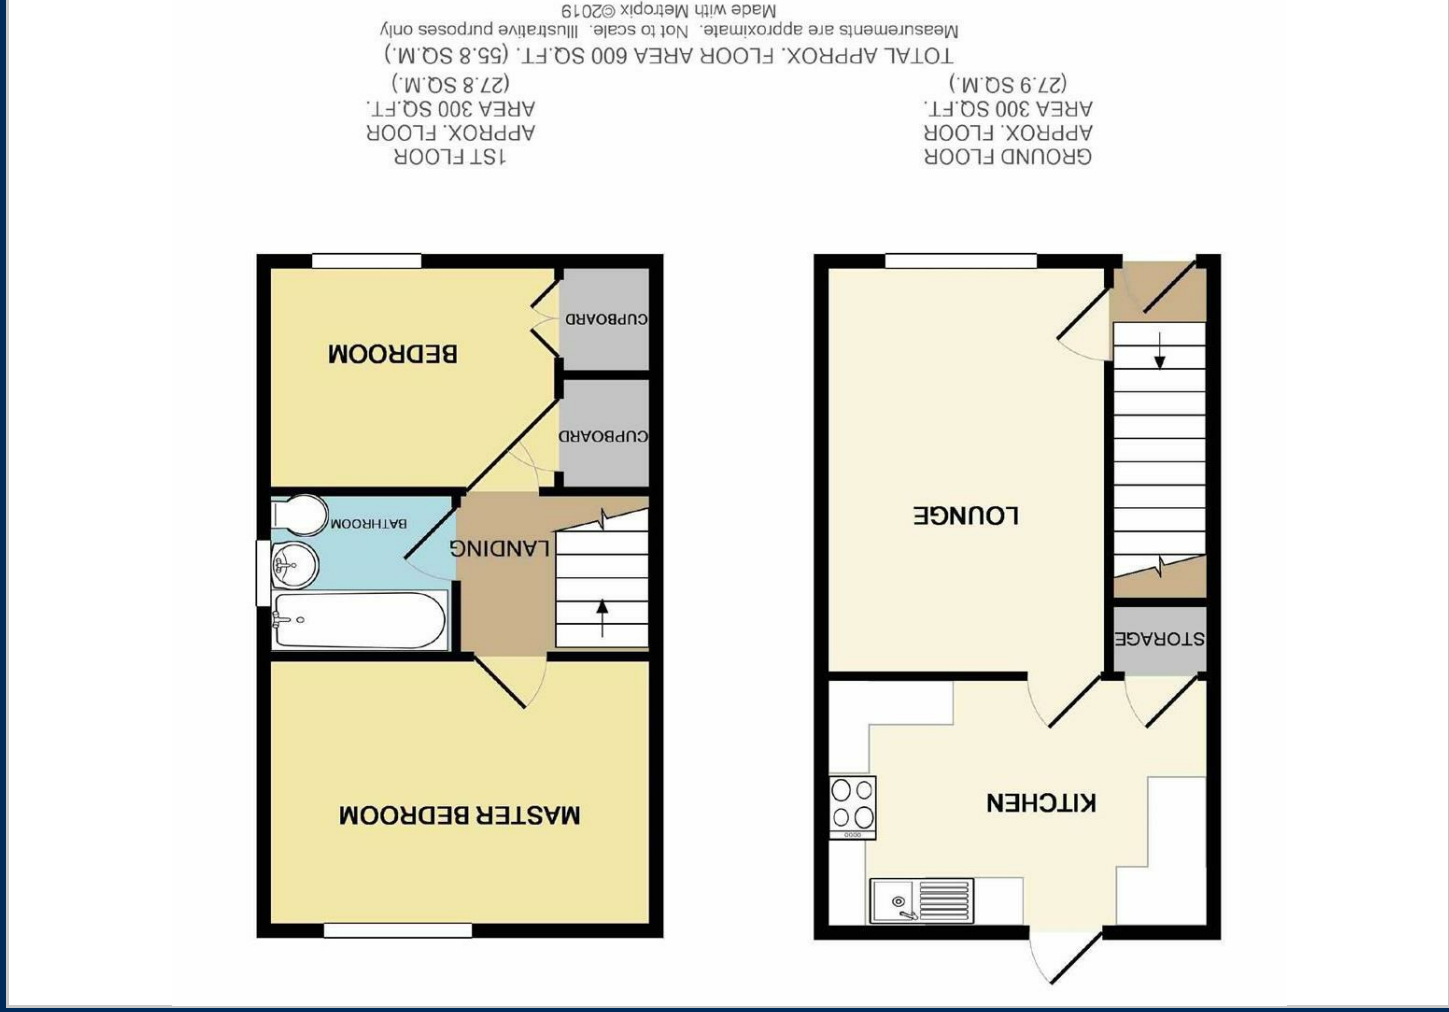 KITCHEN
STORAGE
LOUNGE
MASTER BEDROOM
LANDING
BATHROOM
CUPBOARD
BEDROOM
CUPBOARD
GROUND FLOOR
APPROX. FLOOR
AREA 300 SQ.FT.
(27.9 SQ.M.)
1ST FLOOR
APPROX. FLOOR
AREA 300 SQ.FT.
(27.8 SQ.M.)
TOTAL APPROX. FLOOR AREA 600 SQ.FT. (55.8 SQ.M.)
Measurements are approximate. Not to scale. Illustrative purposes only
Made with Metropix ©2019